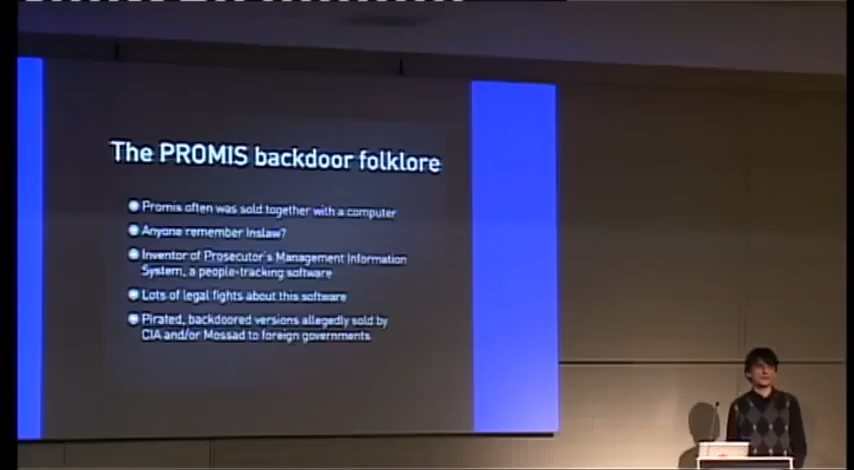 The PROMIS backdoor folklore
Promis often was sold together with a computer
Anyone remember Inslaw?
Inventor of Prosecutor's Management Information
System, a people-tracking software
Lots of legal fights about this software
Pirated, backdoored versions allegedly sold by
CIA and/or Mossad to foreign governments